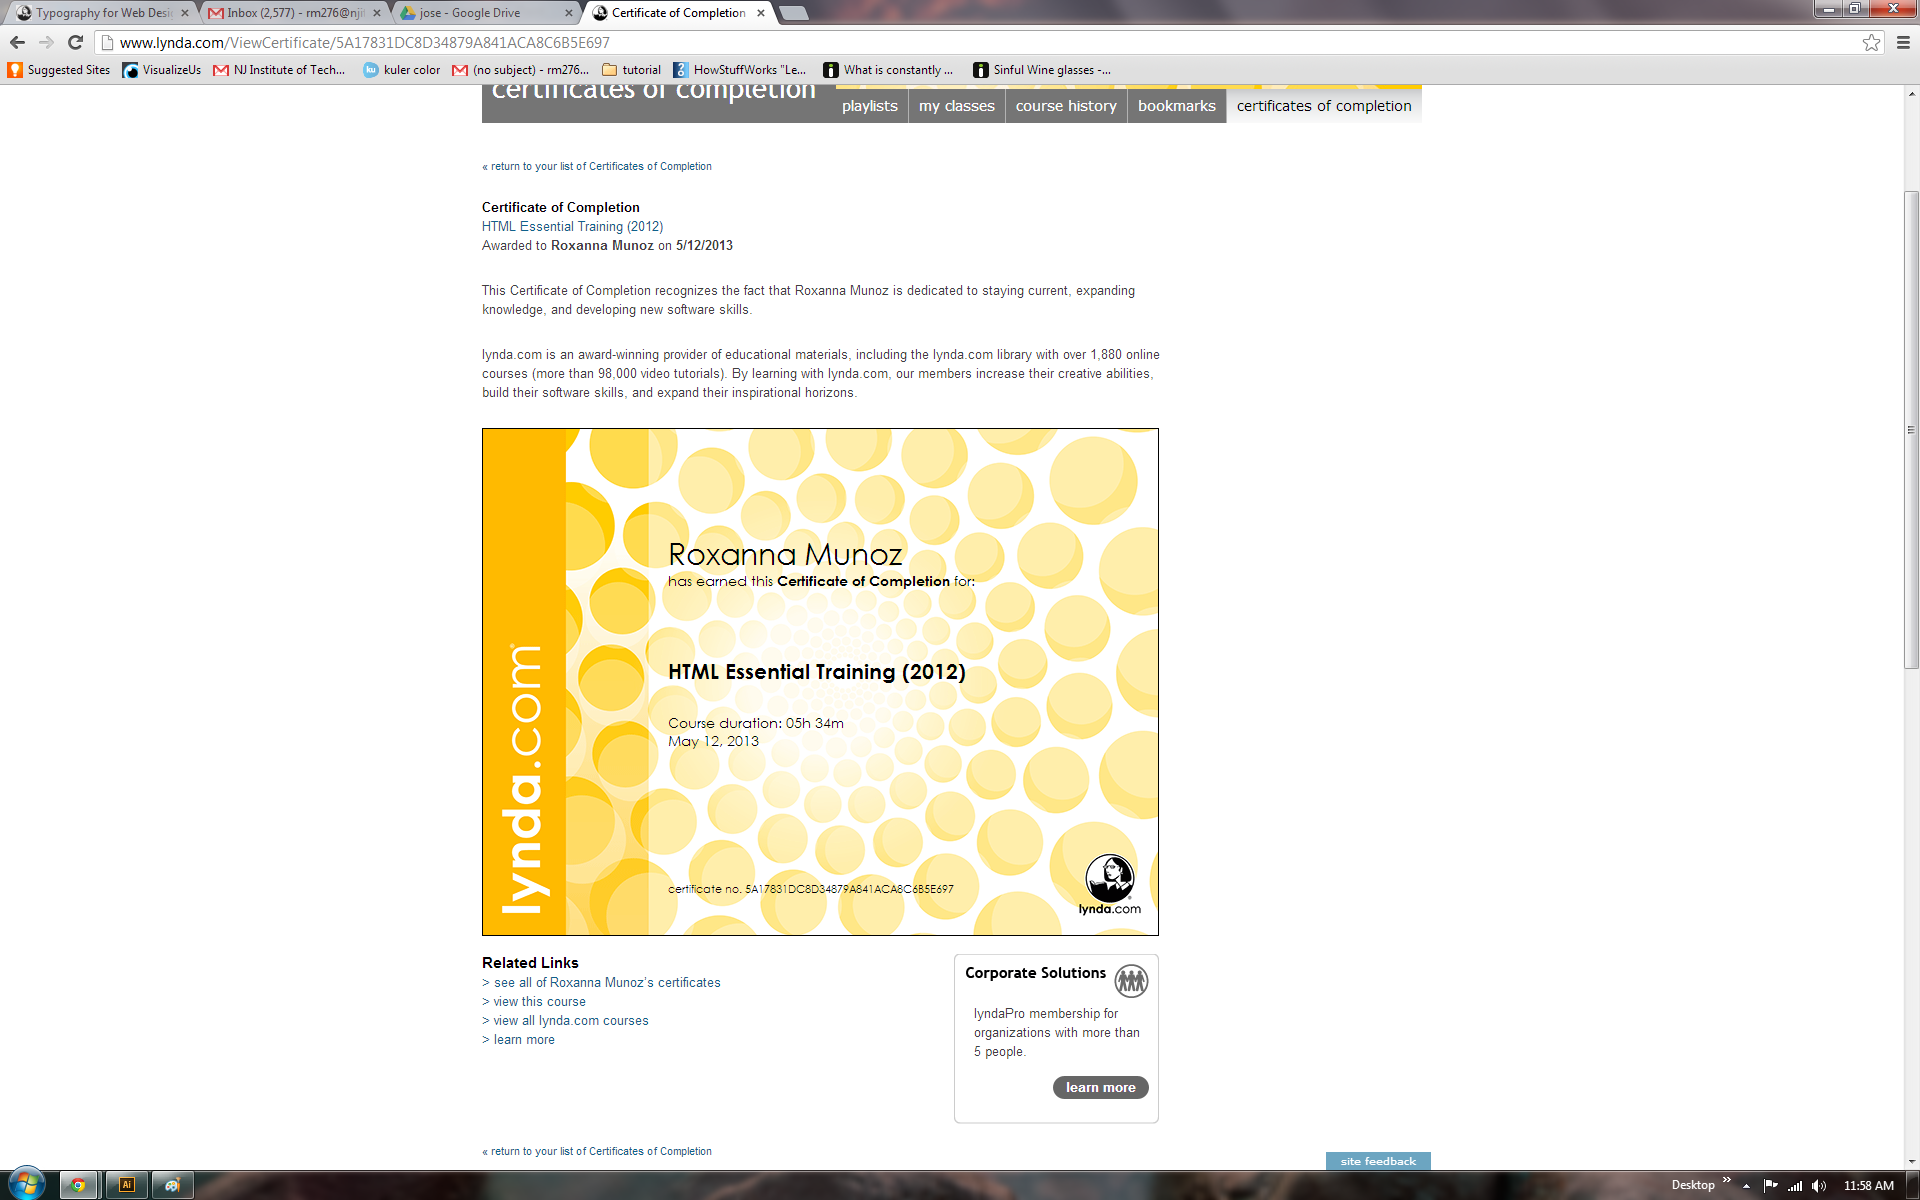 Typography for Web Desi
Inbox (2,577) - rm276@nji
jose - Google Drive
Certificate of Completion
www.lynda.com/ViewCertificate/5A17831DC8D34879A841ACA8C6B5E697
Suggested Sites
VisualizeUs
NJ Institute of Tech...
ku
kuler color
(no subject) - rm276...
tutorial
HowStuffWorks "Le...
What is constantly ...
Sinful Wine glasses -...
certificates of completion
playlists
my classes
course history
bookmarks
certificates of completion
« return to your list of Certificates of Completion
Certificate of Completion
HTML Essential Training (2012)
Awarded to Roxanna Munoz on 5/12/2013
This Certificate of Completion recognizes the fact that Roxanna Munoz is dedicated to staying current, expanding
knowledge, and developing new software skills.
lynda.com is an award-winning provider of educational materials, including the lynda.com library with over 1,880 online
courses (more than 98,000 video tutorials). By learning with lynda.com, our members increase their creative abilities,
build their software skills, and expand their inspirational horizons.
lynda.com
Roxanna Munoz
has earned this Certificate of Completion for:
HTML Essential Training (2012)
Course duration: 05h 34m
May 12, 2013
certificate no. 5A17831DC8D34879A841ACA8C6B5E697
lynda.com
Related Links
> see all of Roxanna Munoz's certificates
> view this course
> view all lynda.com courses
> learn more
Corporate Solutions
lyndaPro membership for
organizations with more than
5 people.
learn more
« return to your list of Certificates of Completion
site feedback
Ai
Desktop
11:58 AM